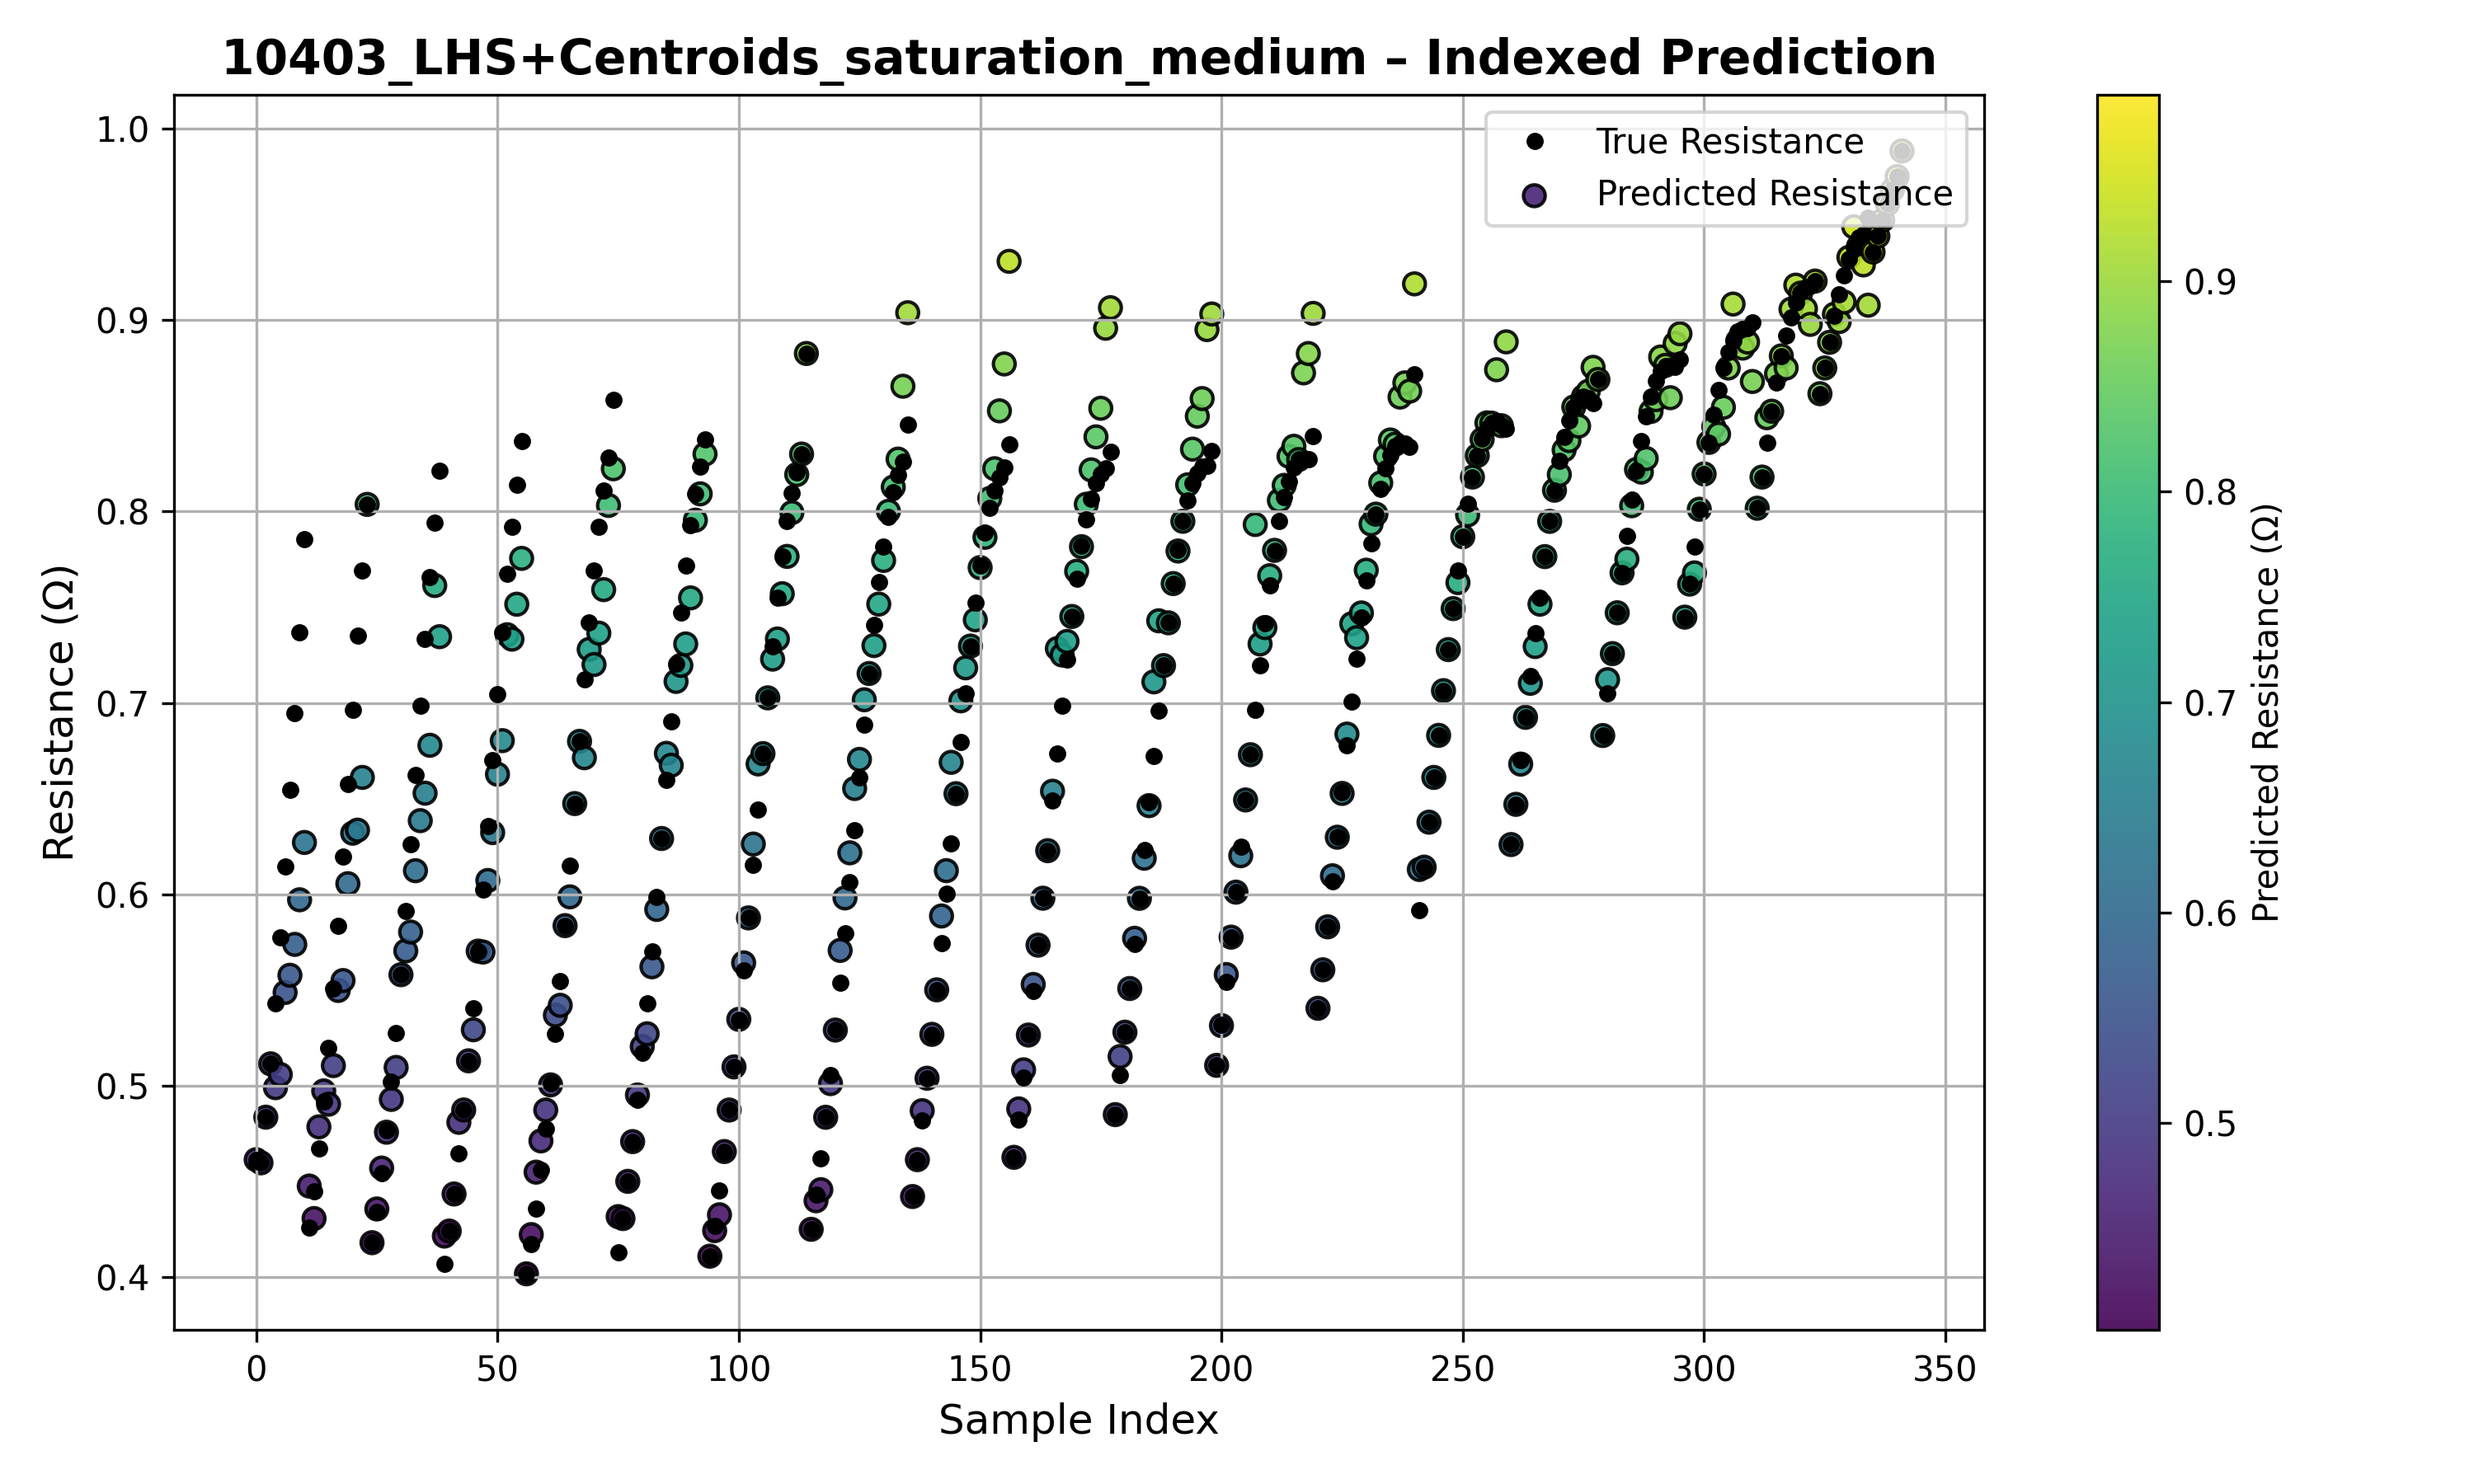 10403_LHS+Centroids_saturation_medium – Indexed Prediction
True Resistance
Predicted Resistance
1.0
0.9
0.8
0.7
0.6
0.5
0.4
Resistance (Ω)
0 50 100 150 200 250 300 350
Sample Index
0.9
0.8
0.7
0.6
0.5
Predicted Resistance (Ω)